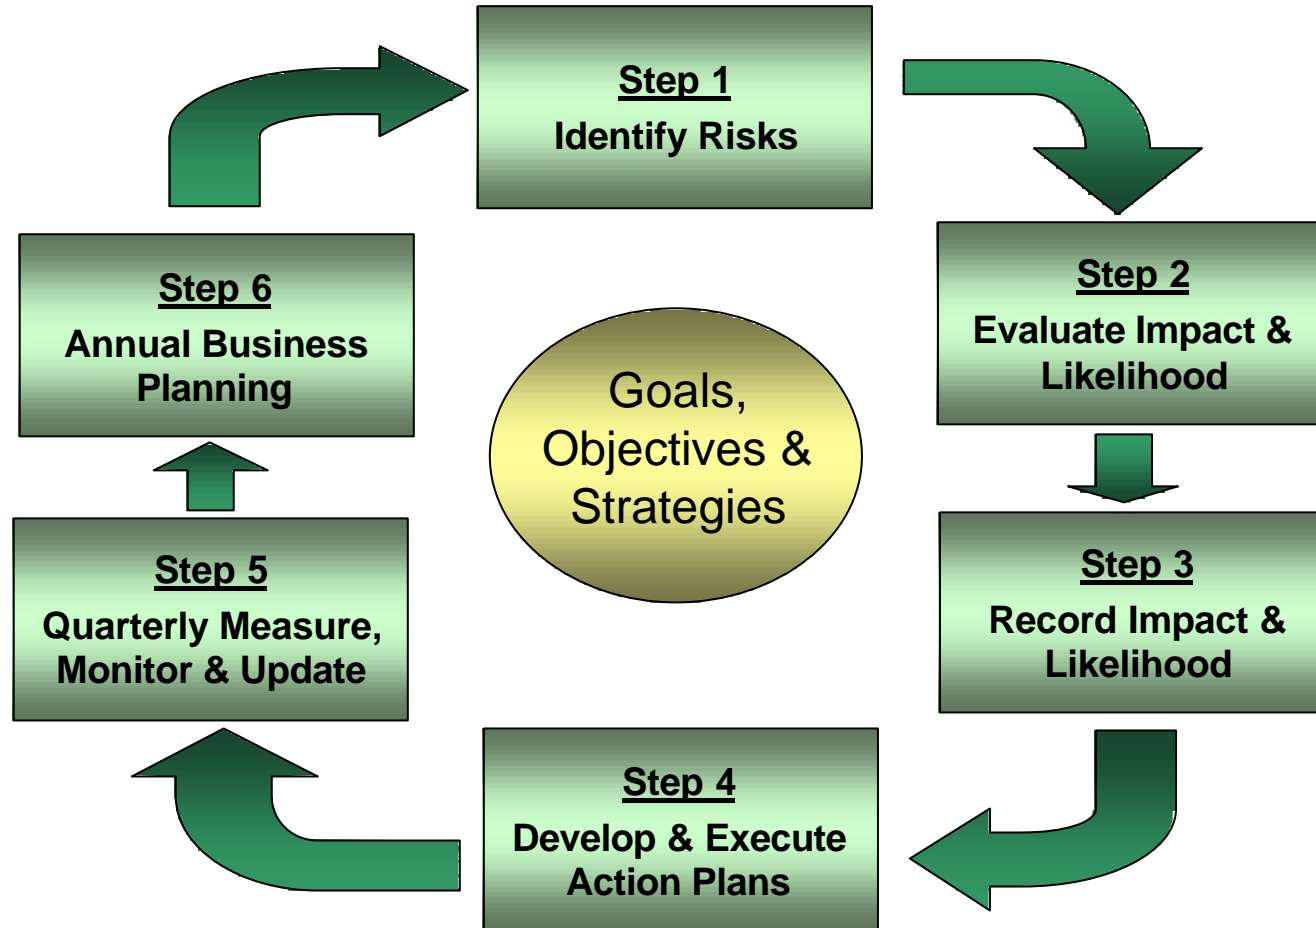 Step 1
Identify Risks
Step 2
Evaluate Impact &
Likelihood
Step 3
Record Impact &
Likelihood
Step 4
Develop & Execute
Action Plans
Step 5
Quarterly Measure,
Monitor & Update
Step 6
Annual Business
Planning
Goals,
Objectives &
Strategies